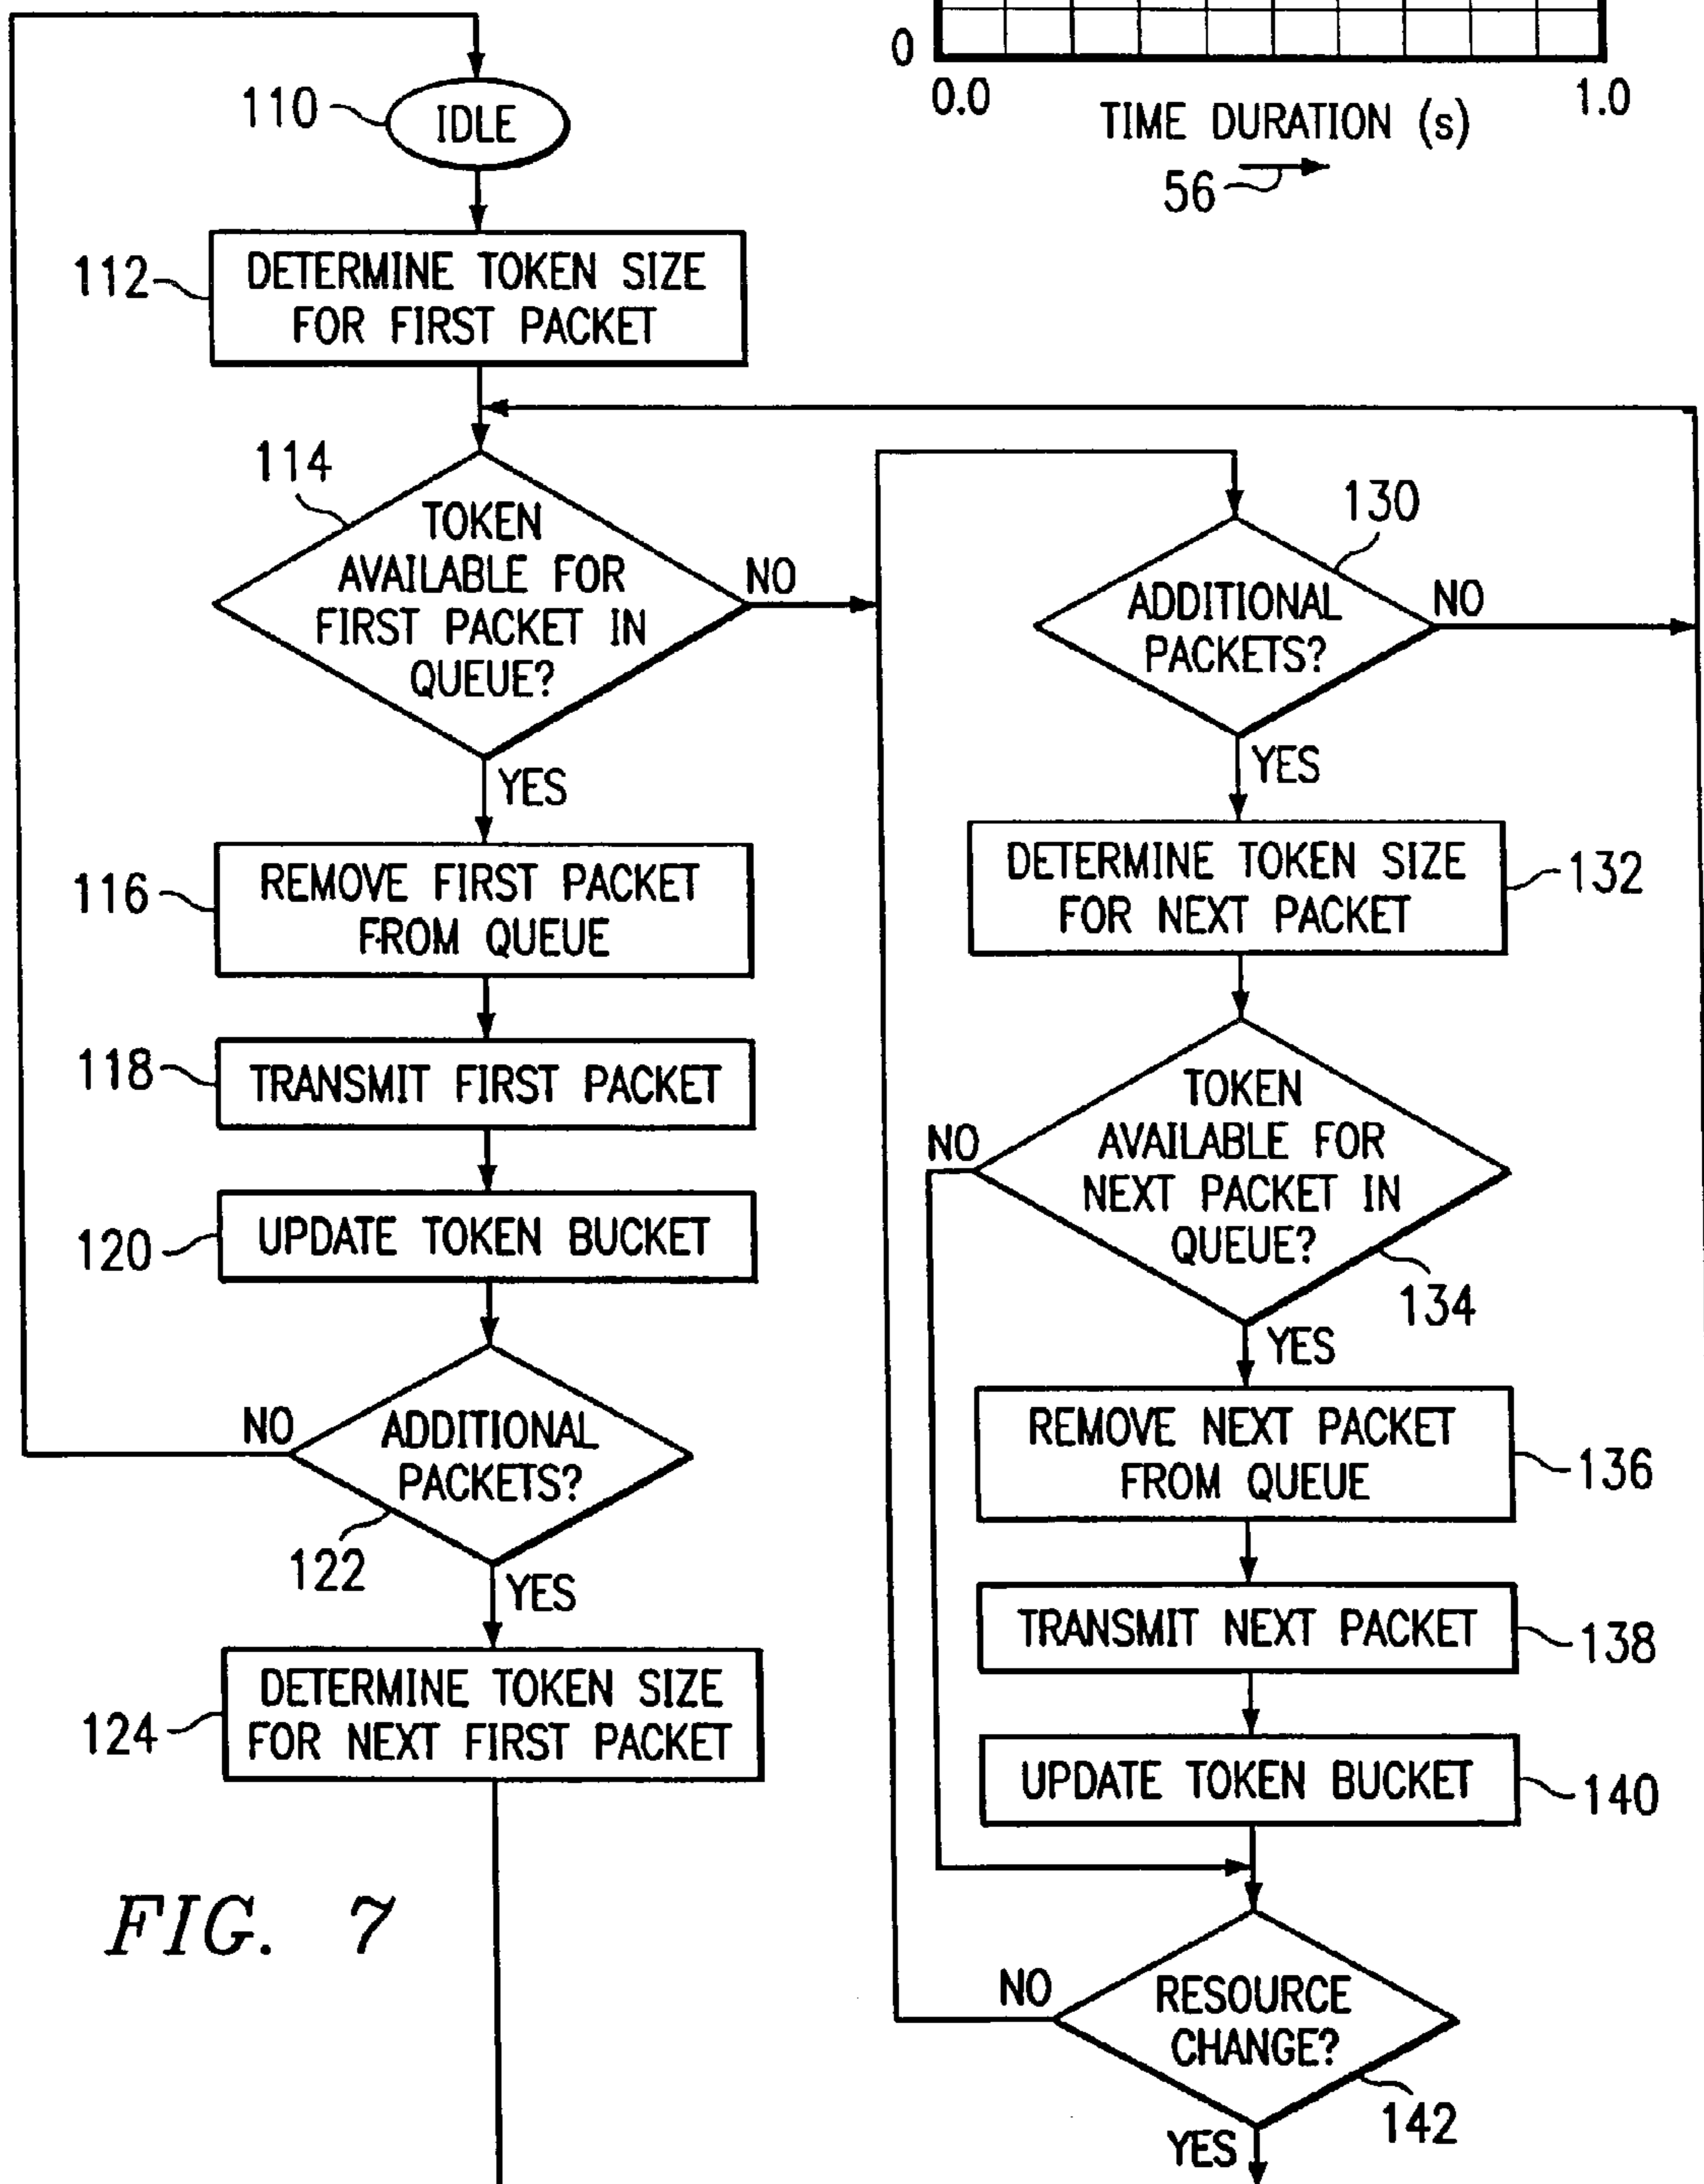 0
0.0
1.0
TIME DURATION (s)
56
110
IDLE
112
DETERMINE TOKEN SIZE
FOR FIRST PACKET
114
TOKEN
AVAILABLE FOR
FIRST PACKET IN
QUEUE?
NO
YES
116
REMOVE FIRST PACKET
FROM QUEUE
118
TRANSMIT FIRST PACKET
120
UPDATE TOKEN BUCKET
NO
ADDITIONAL
PACKETS?
122
YES
124
DETERMINE TOKEN SIZE
FOR NEXT FIRST PACKET
130
ADDITIONAL
PACKETS?
NO
YES
DETERMINE TOKEN SIZE
FOR NEXT PACKET
132
TOKEN
AVAILABLE FOR
NEXT PACKET IN
QUEUE?
NO
134
YES
REMOVE NEXT PACKET
FROM QUEUE
136
TRANSMIT NEXT PACKET
138
UPDATE TOKEN BUCKET
140
NO
RESOURCE
CHANGE?
142
YES
FIG. 7